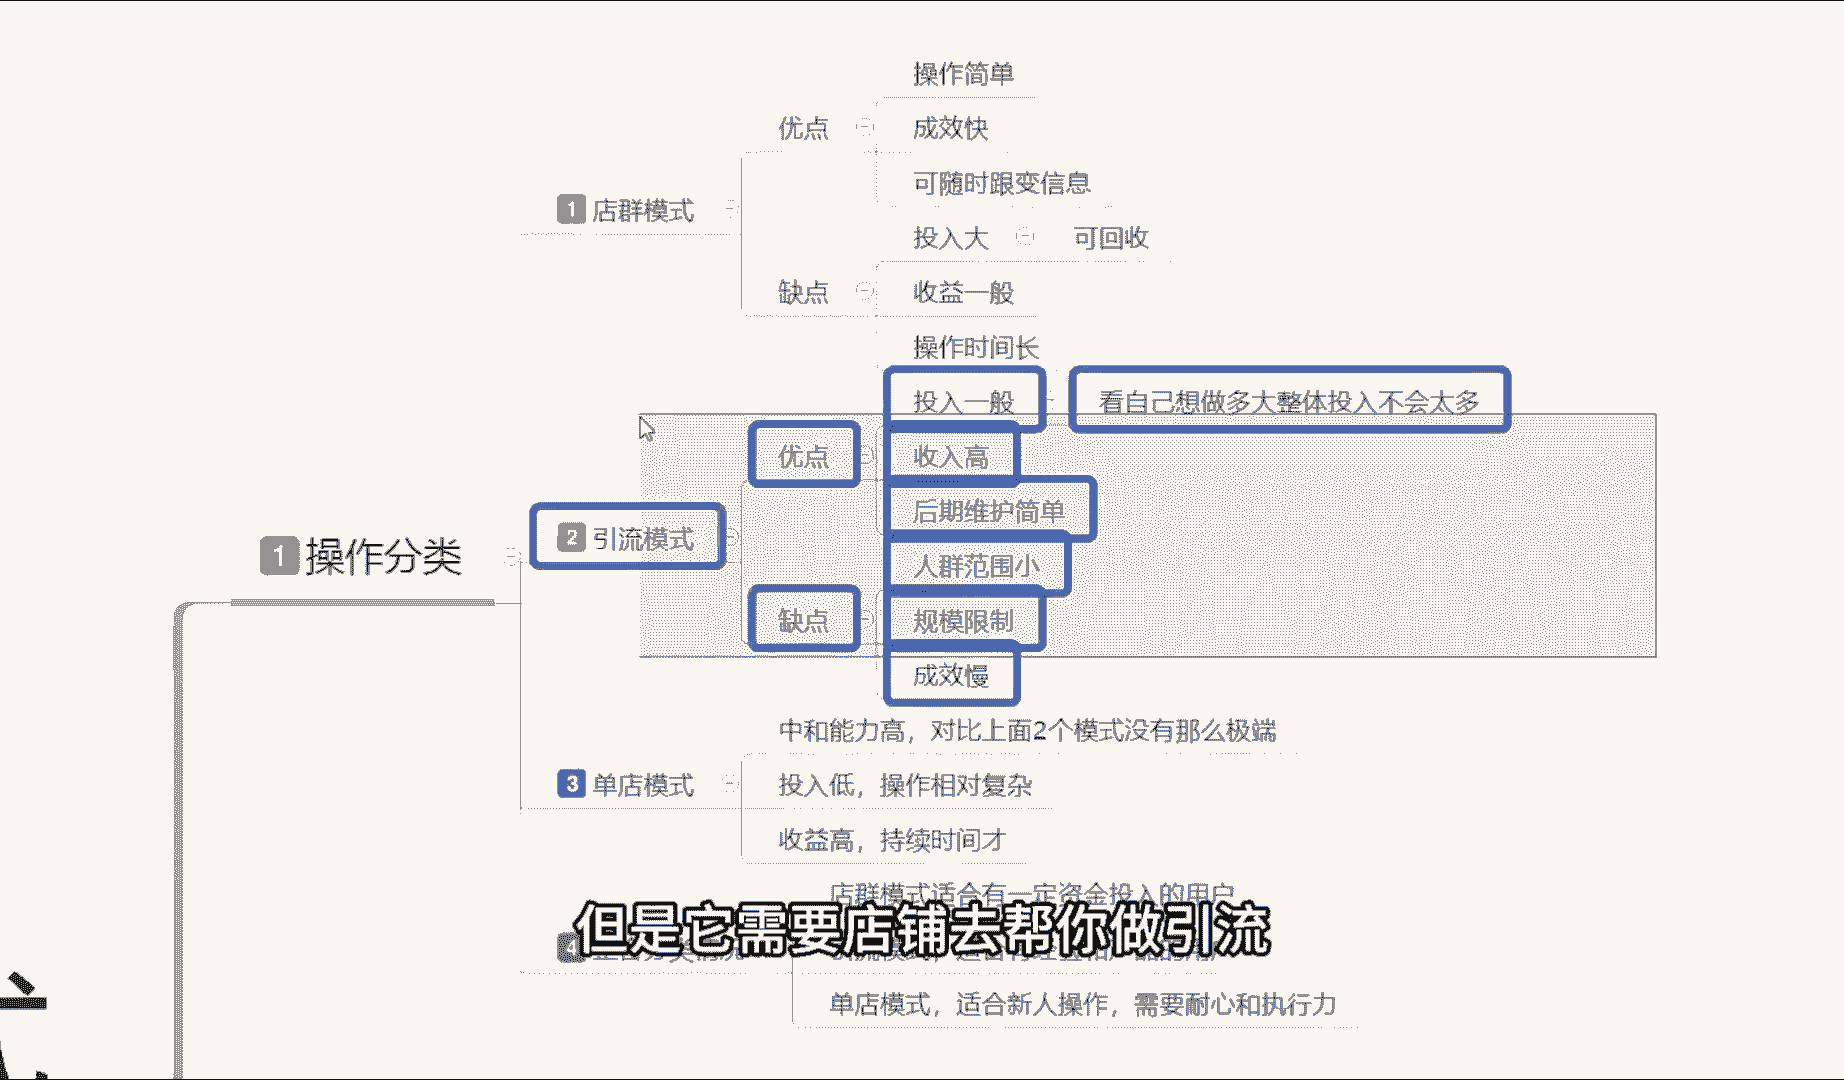 操作简单
优点
成效快
可随时跟变信息
1 店群模式
投入大
可回收
缺点
收益一般
操作时间长
投入一般
看自己想做多大整体投入不会太多
优点
收入高
后期维护简单
2 引流模式
1 操作分类
人群范围小
缺点
规模限制
成效慢
中和能力高，对比上面2个模式没有那么极端
3 单店模式
投入低，操作相对复杂
收益高，持续时间才
店群模式适合有一定资金投入的用户
但是它需要店铺去帮你做引流
4
单店模式，适合新人操作，需要耐心和执行力